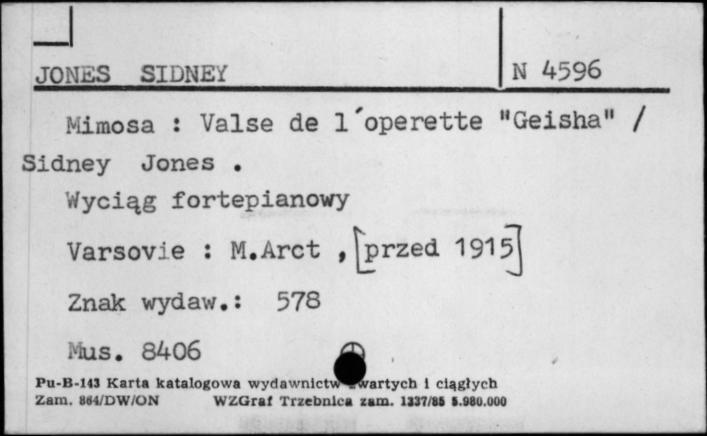 JONES SIDNEY N 4596
Mimosa : Valse de l´operette "Geisha" /
Sidney Jones .
Wyciąg fortepianowy
Varsovie : M.Arct , [przed 1915]
Znak wydaw.: 578
Mus. 8406
Pu-B-143 Karta katalogowa wydawnictw zwartych i ciągłych
Zam. 864/DW/ON WZGraf Trzebnica zam. 1337/85 5.980.000